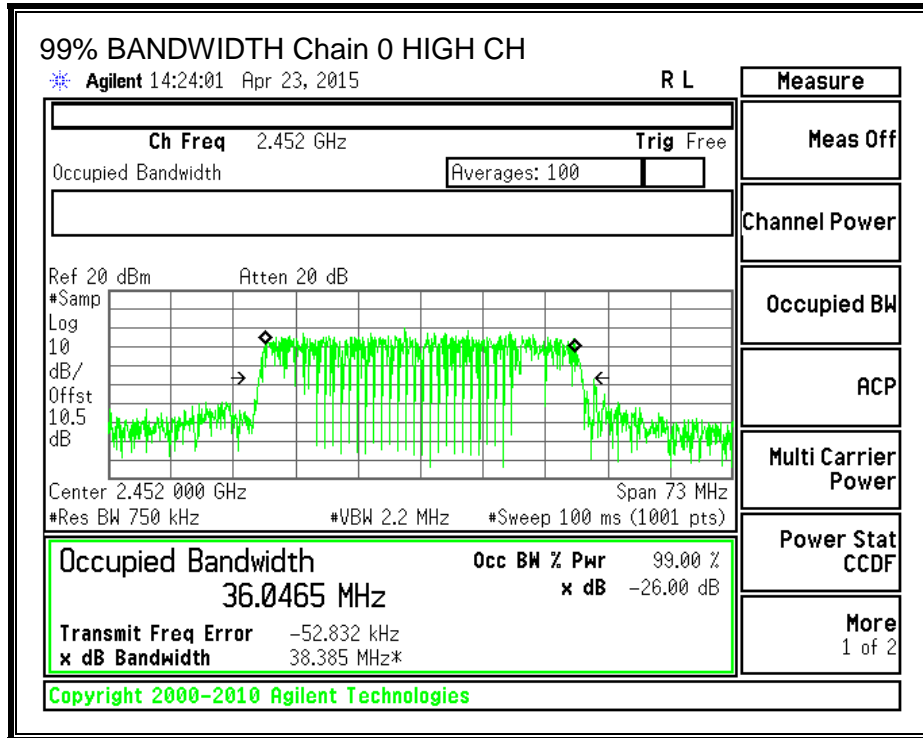 99% BANDWIDTH Chain 0 HIGH CH
Agilent 14:24:01 Apr 23, 2015 R L
Measure
Ch Freq 2.452 GHz Trig Free
Meas Off
Occupied Bandwidth Averages: 100
Channel Power
Ref 20 dBm Atten 20 dB
#Samp
Log
10
dB/
Offst
10.5
dB
Occupied BW
ACP
Center 2.452 000 GHz Span 73 MHz
#Res BW 750 kHz #VBW 2.2 MHz #Sweep 100 ms (1001 pts)
Multi Carrier
Power
Occupied Bandwidth Occ BW % Pwr 99.00 %
36.0465 MHz x dB -26.00 dB
Power Stat
CCDF
Transmit Freq Error -52.832 kHz
x dB Bandwidth 38.385 MHz*
More
1 of 2
Copyright 2000-2010 Agilent Technologies